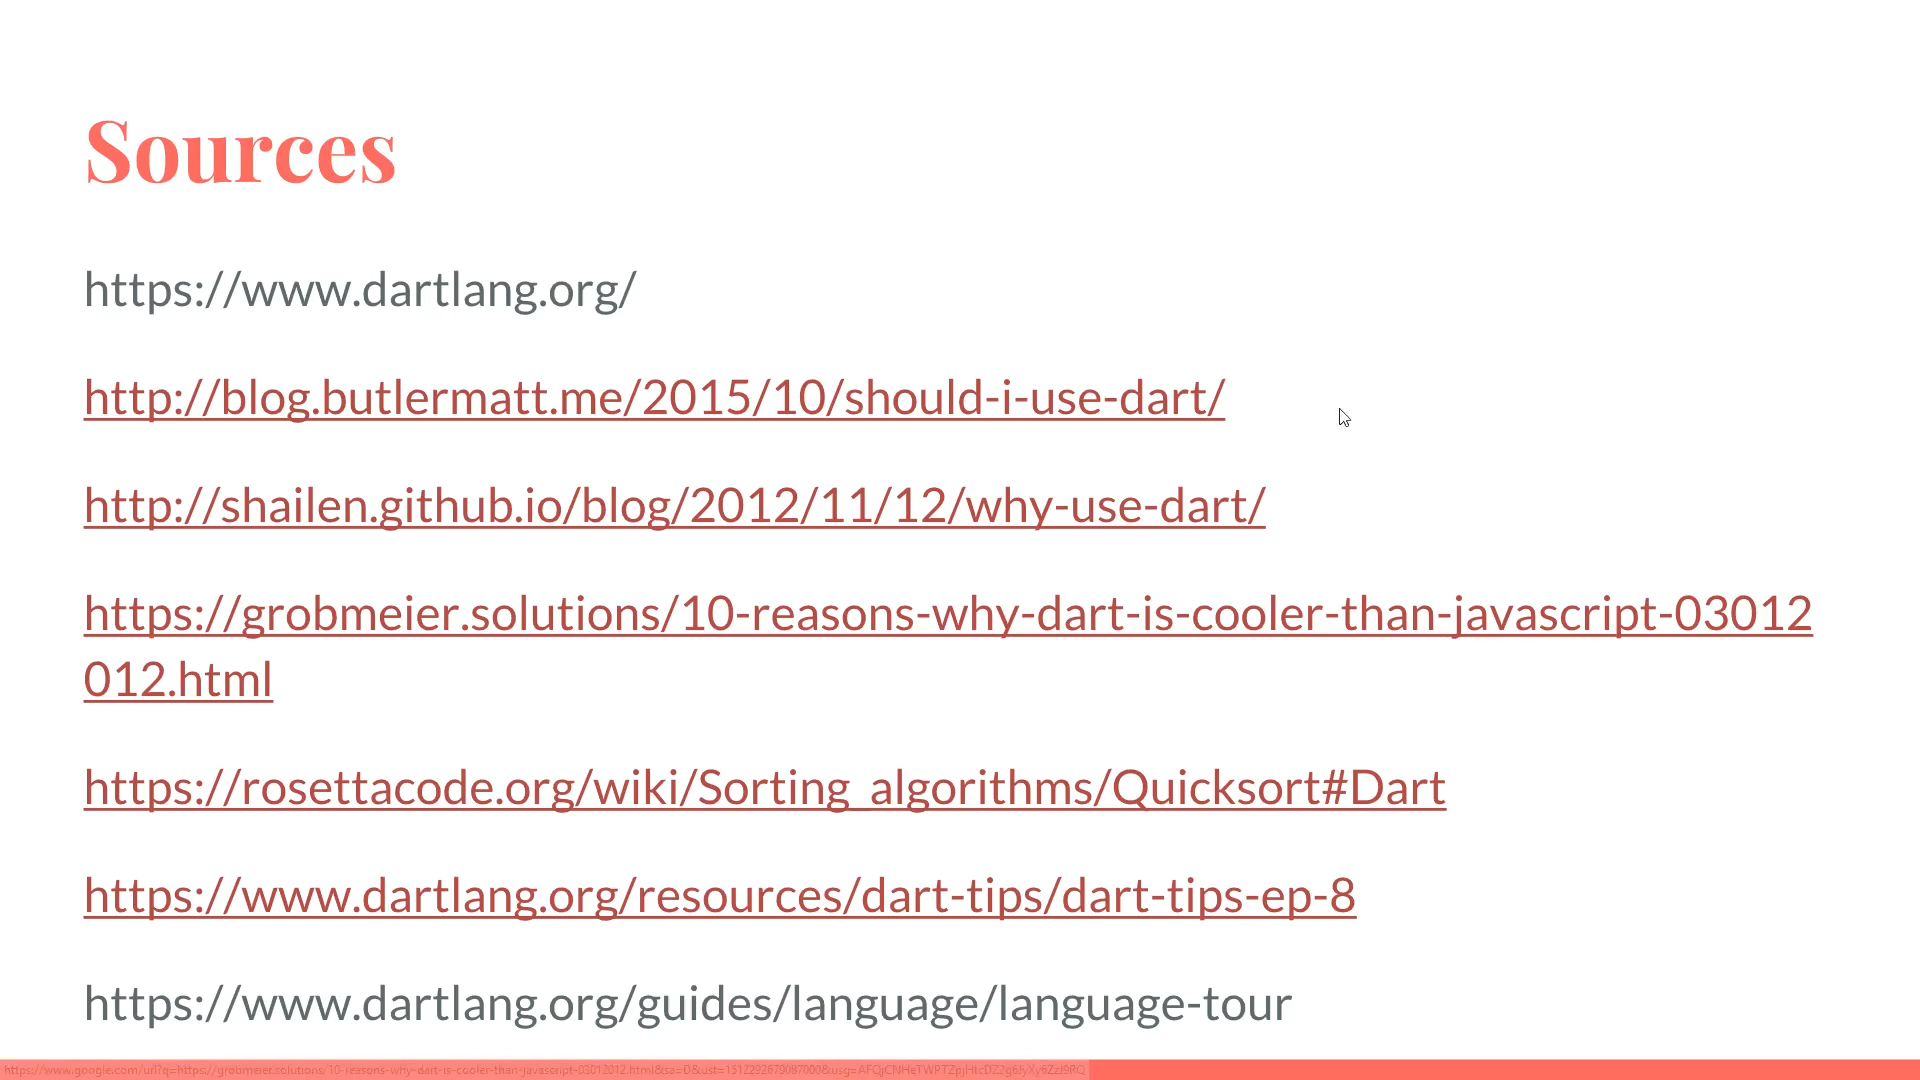 Sources
https://www.dartlang.org/
http://blog.butlermatt.me/2015/10/should-i-use-dart/
http://shailen.github.io/blog/2012/11/12/why-use-dart/
https://grobmeier.solutions/10-reasons-why-dart-is-cooler-than-javascript-03012
012.html
https://rosettacode.org/wiki/Sorting_algorithms/Quicksort#Dart
https://www.dartlang.org/resources/dart-tips/dart-tips-ep-8
https://www.dartlang.org/guides/language/language-tour